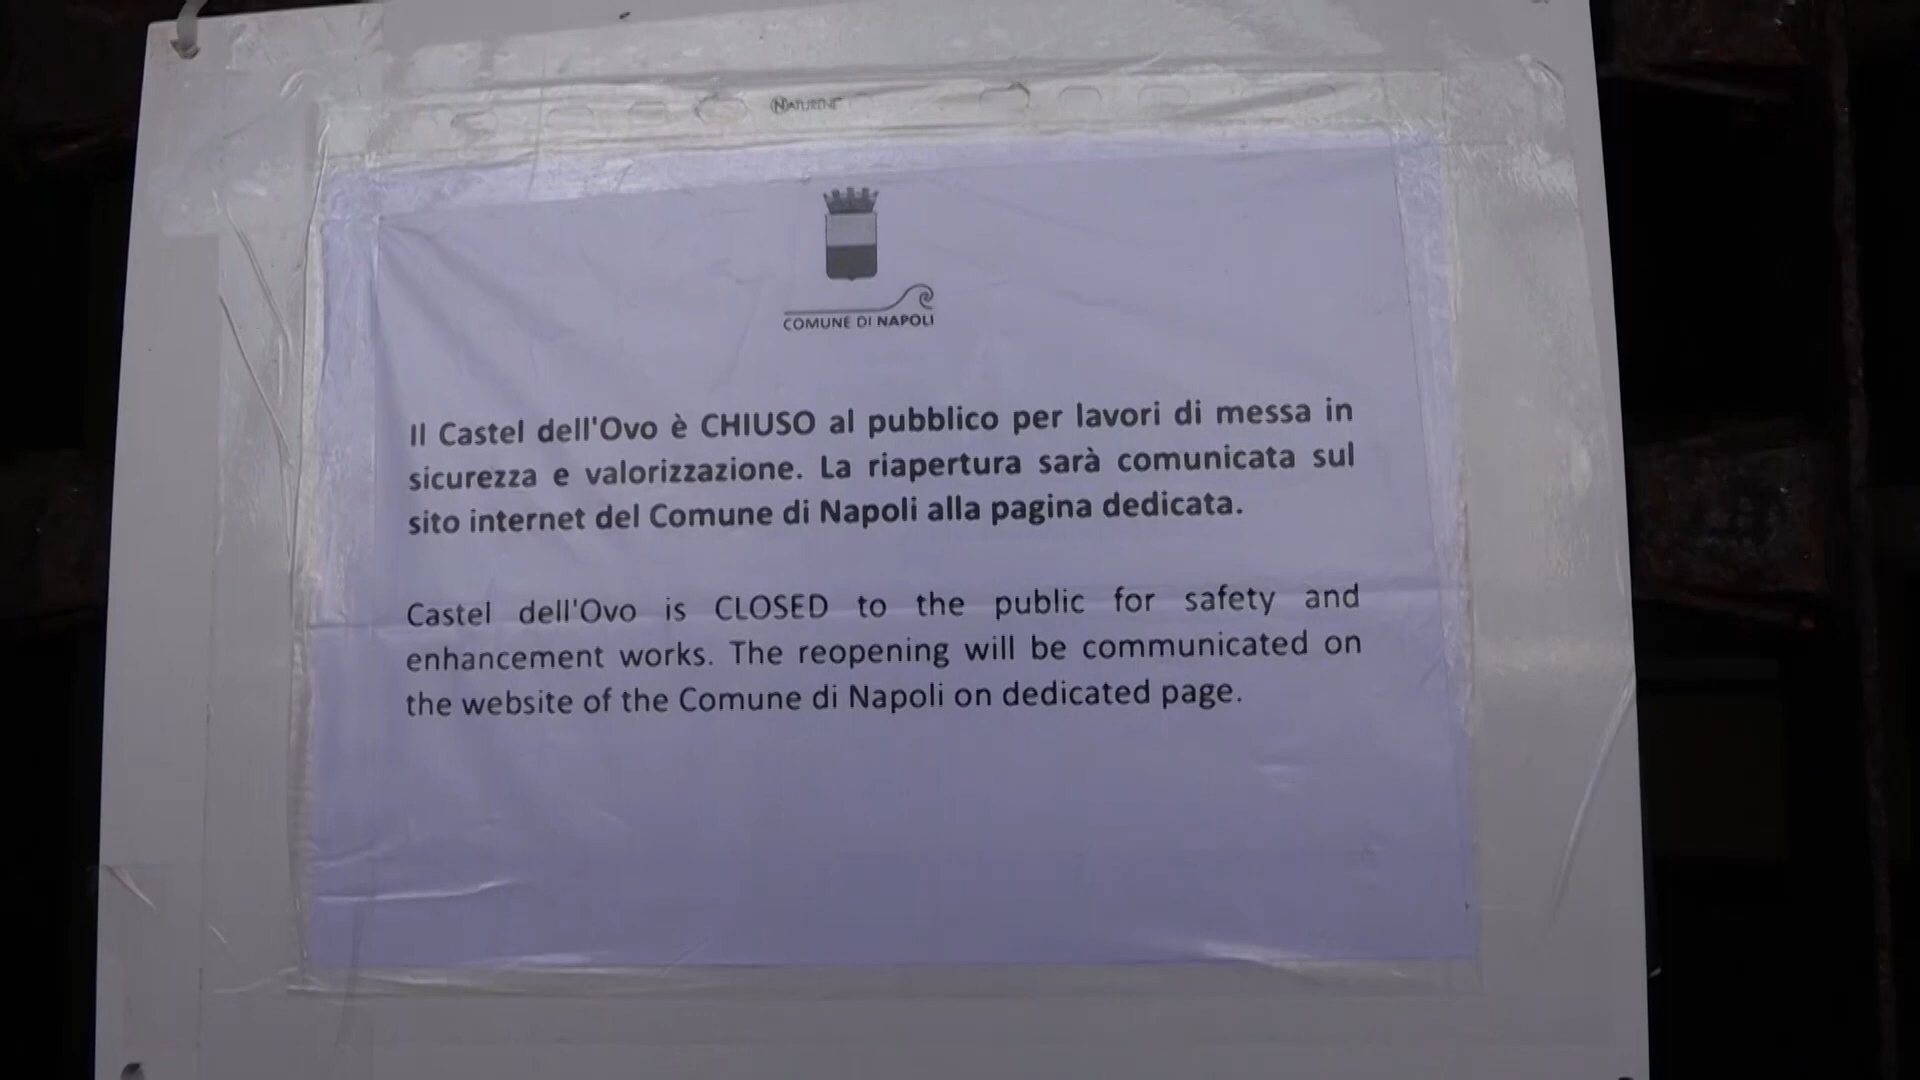 NATURENE
COMUNE DI NAPOLI
Il Castel dell'Ovo è CHIUSO al pubblico per lavori di messa in
sicurezza e valorizzazione. La riapertura sarà comunicata sul
sito internet del Comune di Napoli alla pagina dedicata.
Castel dell'Ovo is CLOSED to the public for safety and
enhancement works. The reopening will be communicated on
the website of the Comune di Napoli on dedicated page.